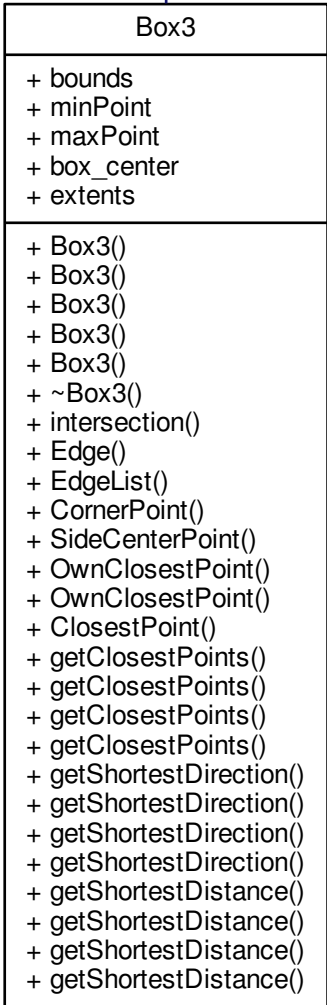 Box3
+ bounds
+ minPoint
+ maxPoint
+ box_center
+ extents
+ Box3()
+ Box3()
+ Box3()
+ Box3()
+ Box3()
+ ~Box3()
+ intersection()
+ Edge()
+ EdgeList()
+ CornerPoint()
+ SideCenterPoint()
+ OwnClosestPoint()
+ OwnClosestPoint()
+ ClosestPoint()
+ getClosestPoints()
+ getClosestPoints()
+ getClosestPoints()
+ getClosestPoints()
+ getShortestDirection()
+ getShortestDirection()
+ getShortestDirection()
+ getShortestDirection()
+ getShortestDistance()
+ getShortestDistance()
+ getShortestDistance()
+ getShortestDistance()